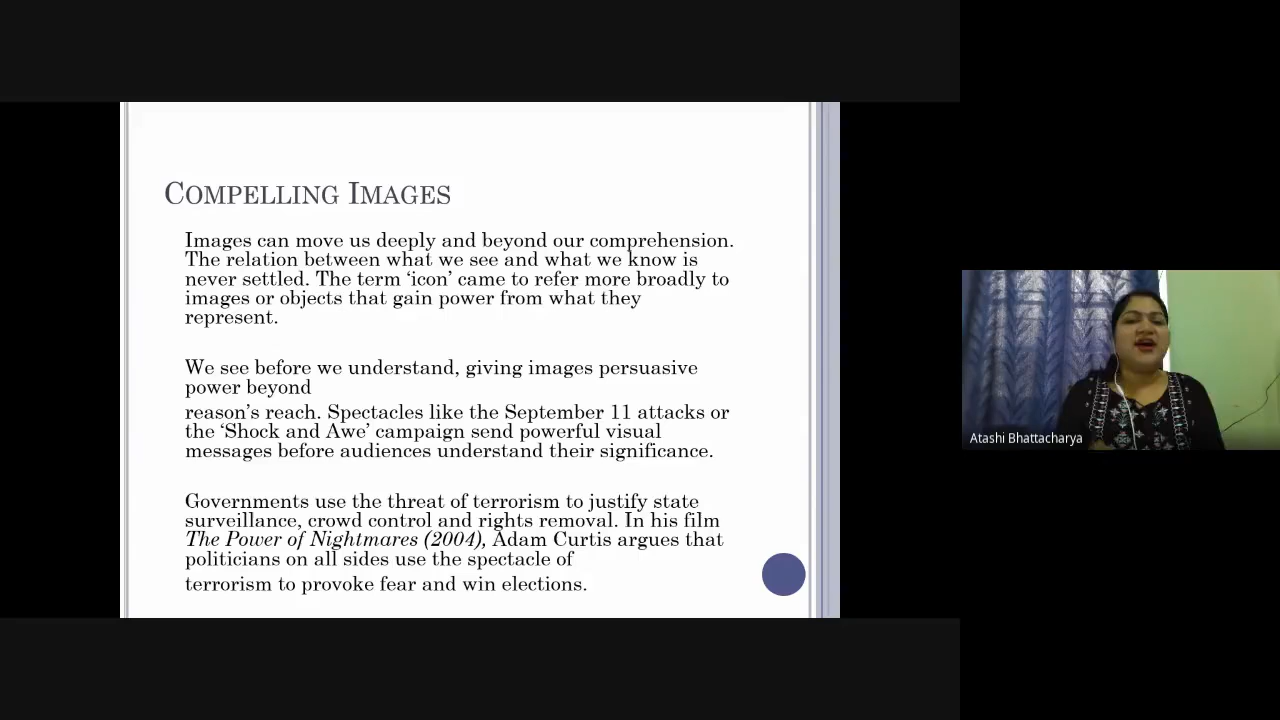 COMPELLING IMAGES
Images can move us deeply and beyond our comprehension.
The relation between what we see and what we know is
never settled. The term ‘icon’ came to refer more broadly to
images or objects that gain power from what they
represent.
We see before we understand, giving images persuasive
power beyond
reason’s reach. Spectacles like the September 11 attacks or
the ‘Shock and Awe’ campaign send powerful visual
messages before audiences understand their significance.
Governments use the threat of terrorism to justify state
surveillance, crowd control and rights removal. In his film
The Power of Nightmares (2004), Adam Curtis argues that
politicians on all sides use the spectacle of
terrorism to provoke fear and win elections.
Atashi Bhattacharya